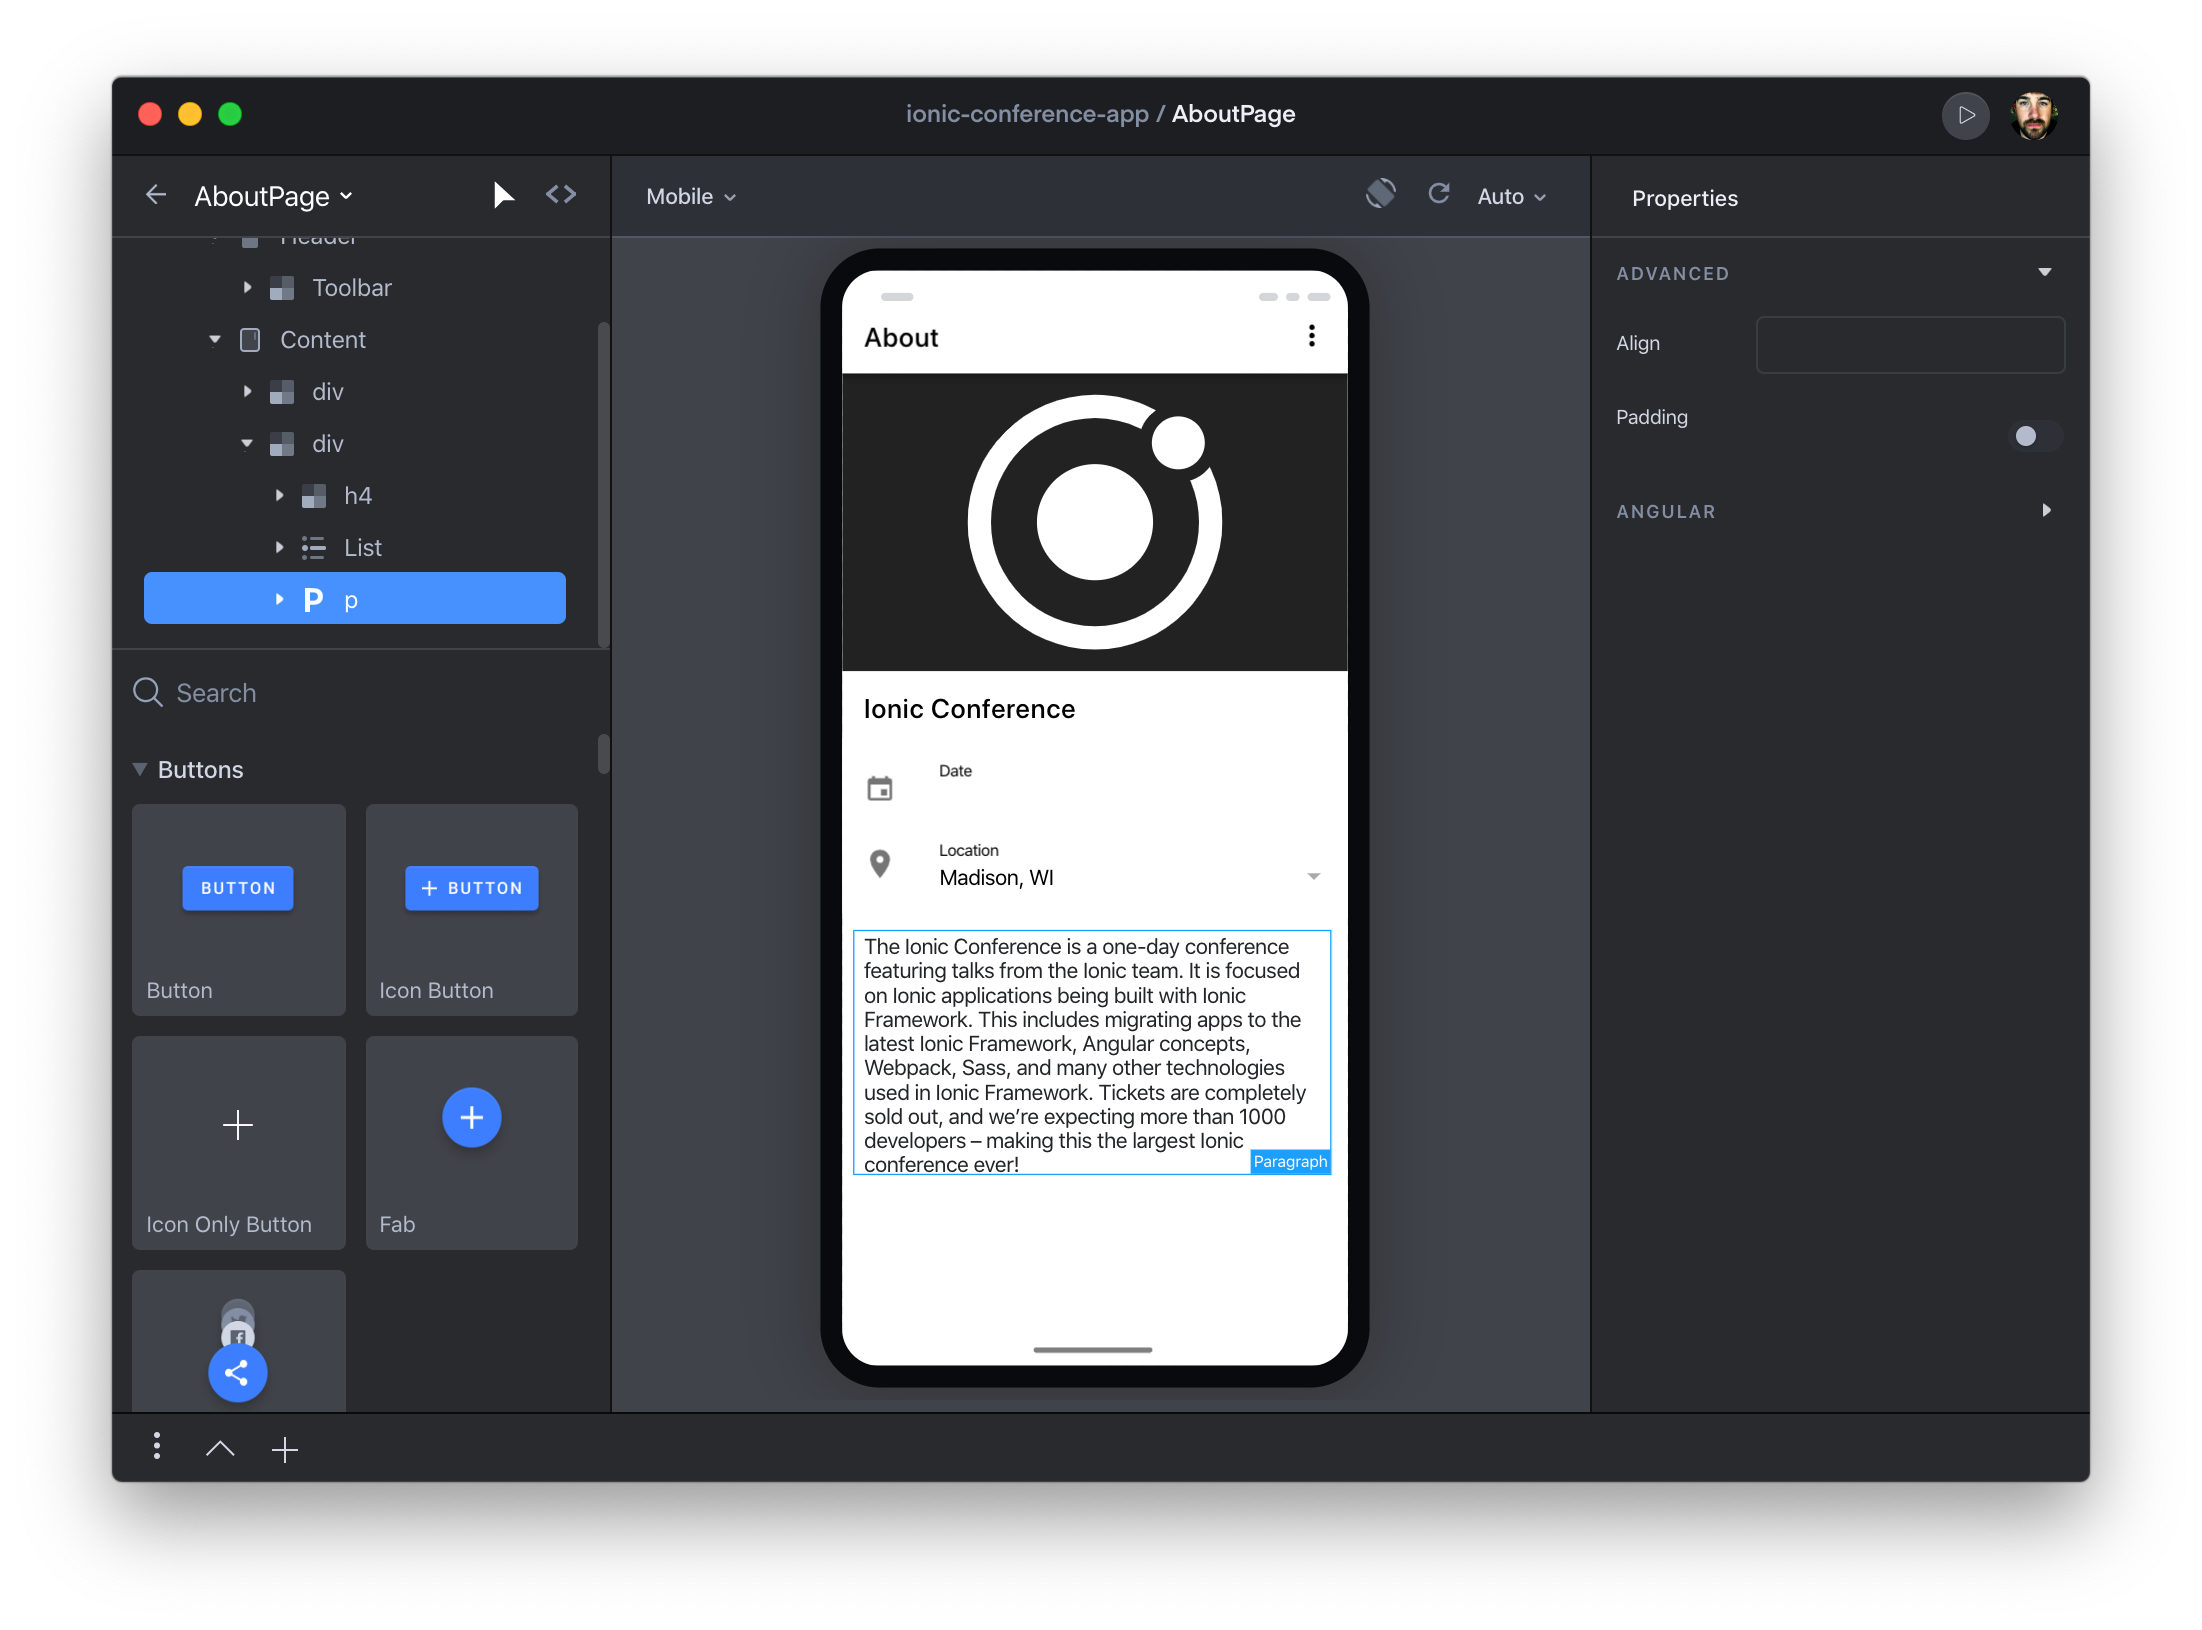 ionic-conference-app / AboutPage
AboutPage
Mobile
Auto
Properties
Header
Toolbar
Content
div
div
h4
List
P p
Search
Buttons
BUTTON
Button
+ BUTTON
Icon Button
Icon Only Button
Fab
About
Ionic Conference
Date
Location
Madison, WI
The Ionic Conference is a one-day conference
featuring talks from the Ionic team. It is focused
on Ionic applications being built with Ionic
Framework. This includes migrating apps to the
latest Ionic Framework, Angular concepts,
Webpack, Sass, and many other technologies
used in Ionic Framework. Tickets are completely
sold out, and we’re expecting more than 1000
developers – making this the largest Ionic
conference ever!
Paragraph
ADVANCED
Align
Padding
ANGULAR